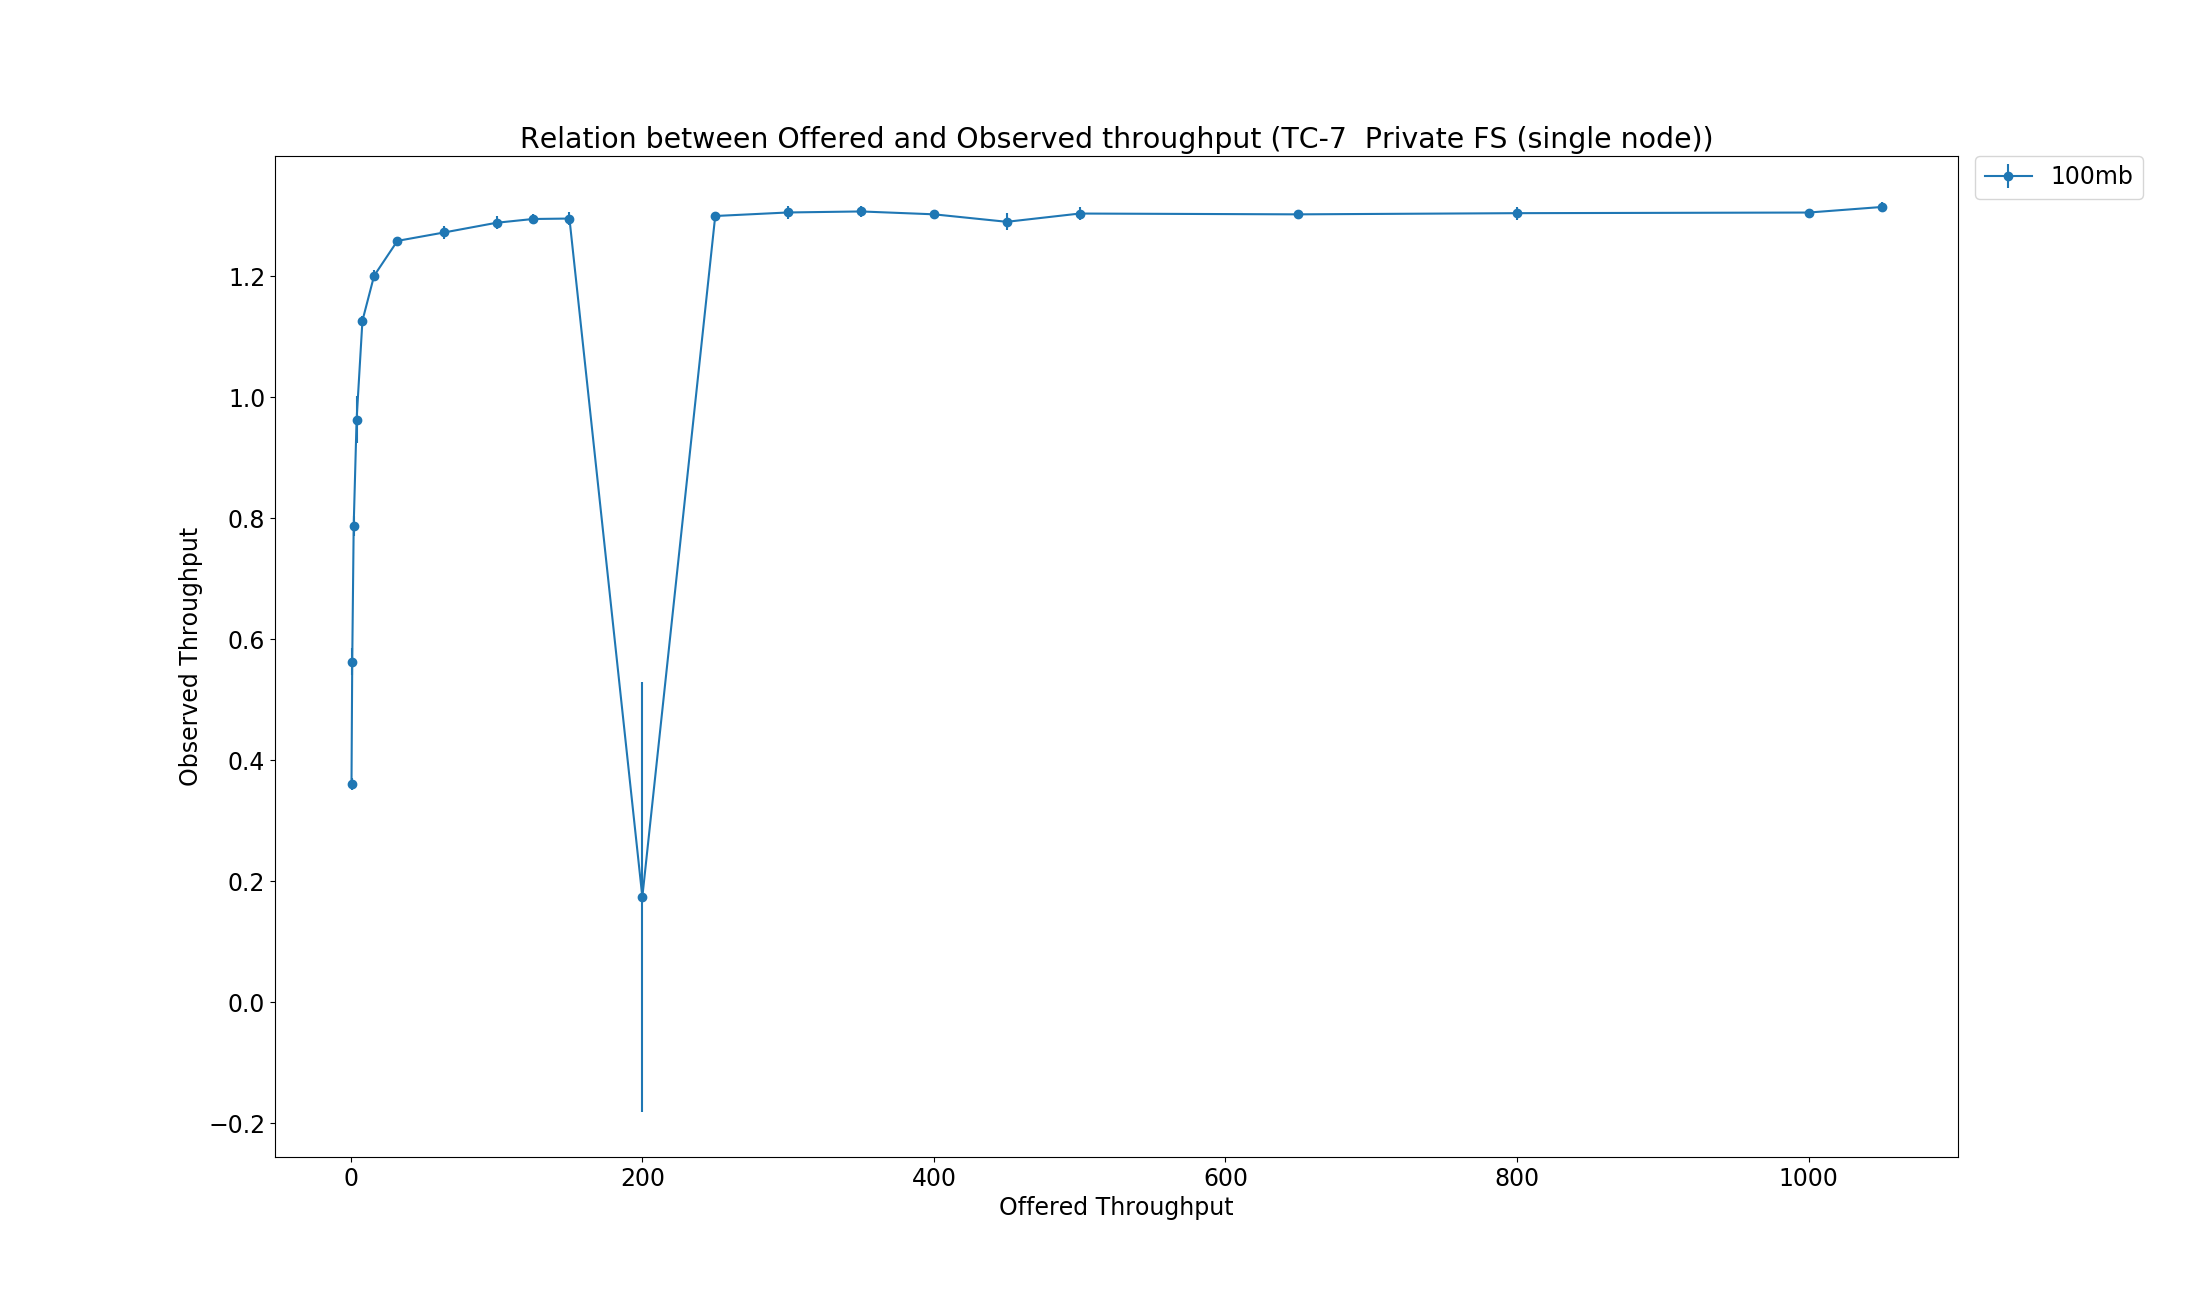 Relation between Offered and Observed throughput (TC-7  Private FS (single node))
100mb
1.2
1.0
0.8
0.6
0.4
0.2
0.0
−0.2
Observed Throughput
0 200 400 600 800 1000
Offered Throughput